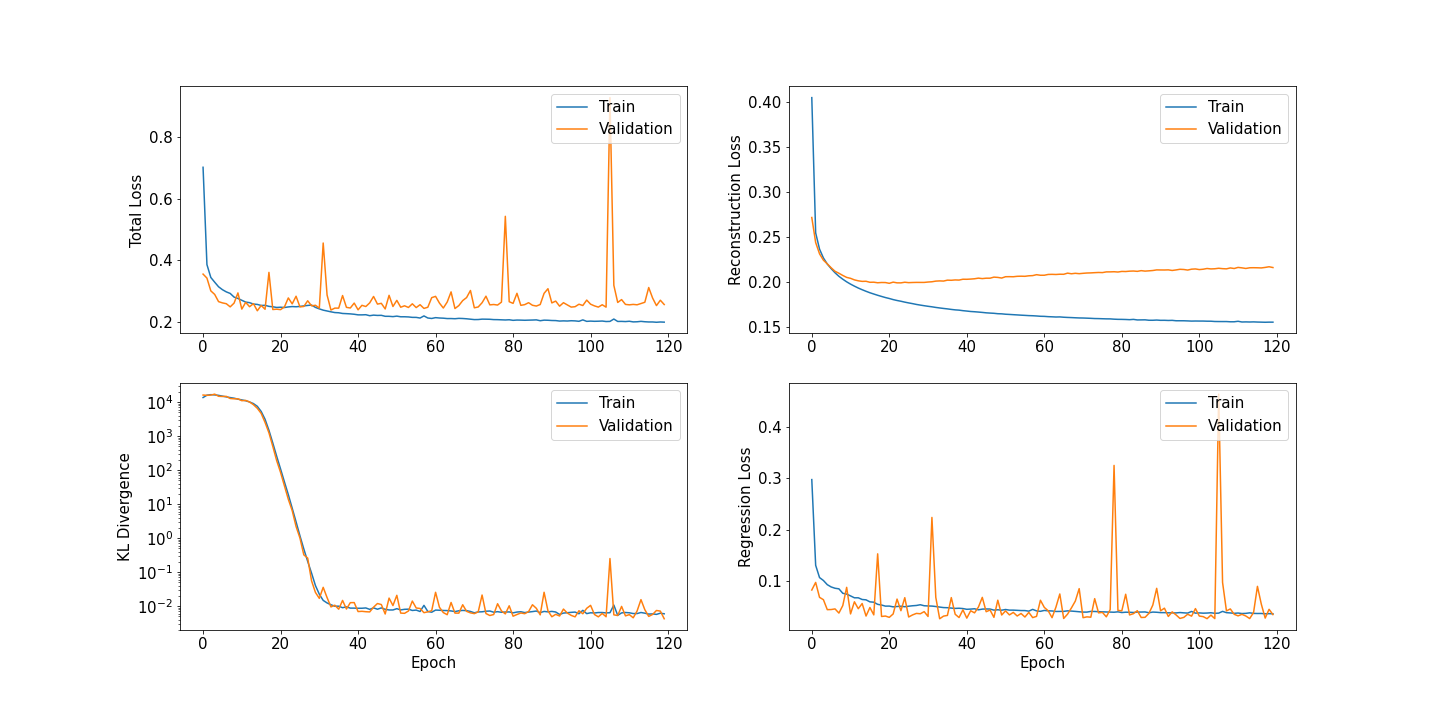 Total Loss
0.8
0.6
0.4
0.2
0 20 40 60 80 100 120
Train
Validation
Reconstruction Loss
0.40
0.35
0.30
0.25
0.20
0.15
0 20 40 60 80 100 120
Train
Validation
KL Divergence
10⁴
10³
10²
10¹
10⁰
10⁻¹
10⁻²
0 20 40 60 80 100 120
Epoch
Train
Validation
Regression Loss
0.4
0.3
0.2
0.1
0 20 40 60 80 100 120
Epoch
Train
Validation